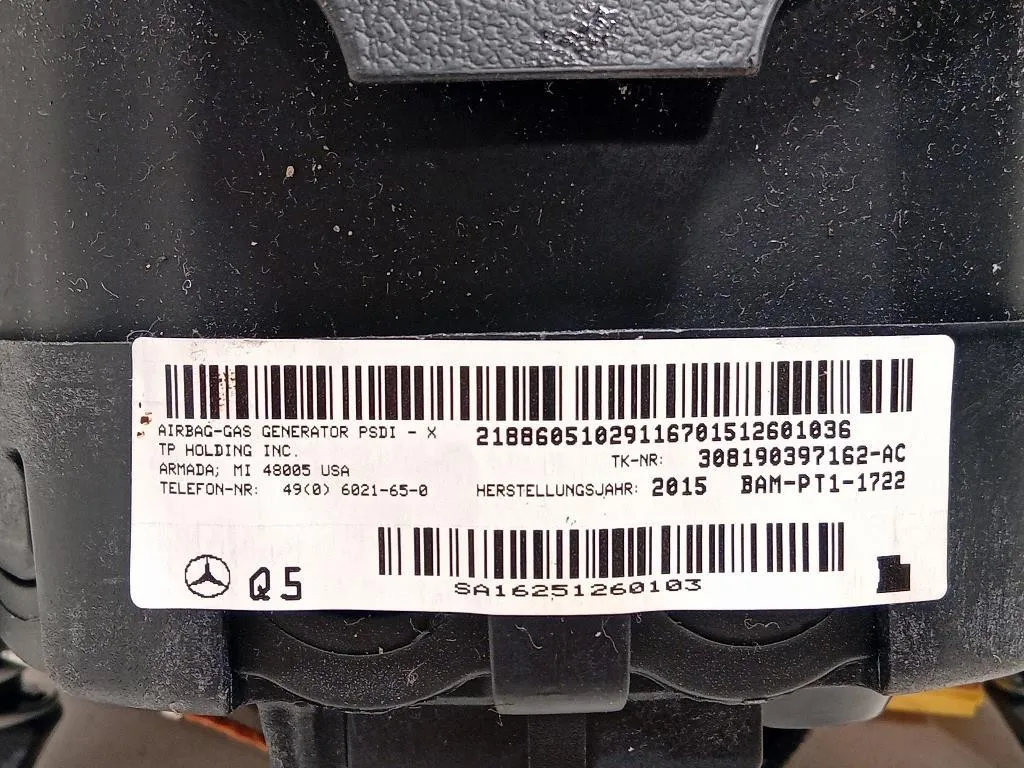 AIRBAG-GAS GENERATOR PSDI - X
21886051029116701512601036
TP HOLDING INC.
TK-NR: 308190397162-AC
ARMADA; MI 48005 USA
TELEFON-NR: 49(0) 6021-65-0
HERSTELLUNGSJAHR: 2015 BAM-PT1-1722
Q5
SA16251260103